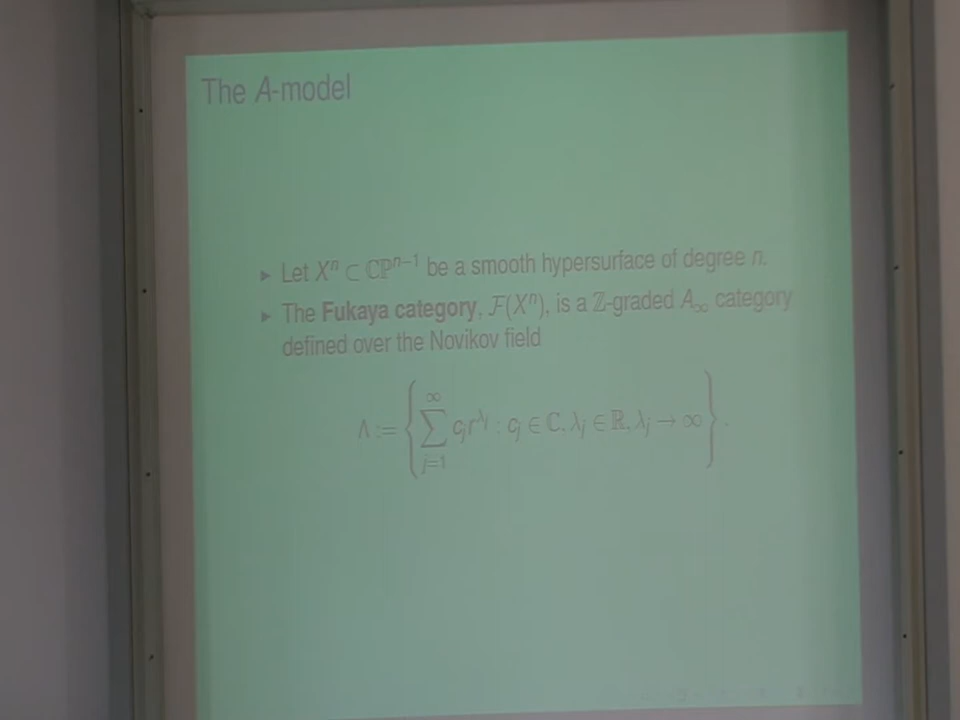 The A-model
▸ Let Xⁿ ⊂ ℂℙⁿ⁻¹ be a smooth hypersurface of degree n.
▸ The Fukaya category, ℱ(Xⁿ), is a ℤ-graded A∞ category
defined over the Novikov field
Λ := { ∑_{j=1}^{∞} c_j r^{λ_j} : c_j ∈ ℂ, λ_j ∈ ℝ, λ_j → ∞ } .